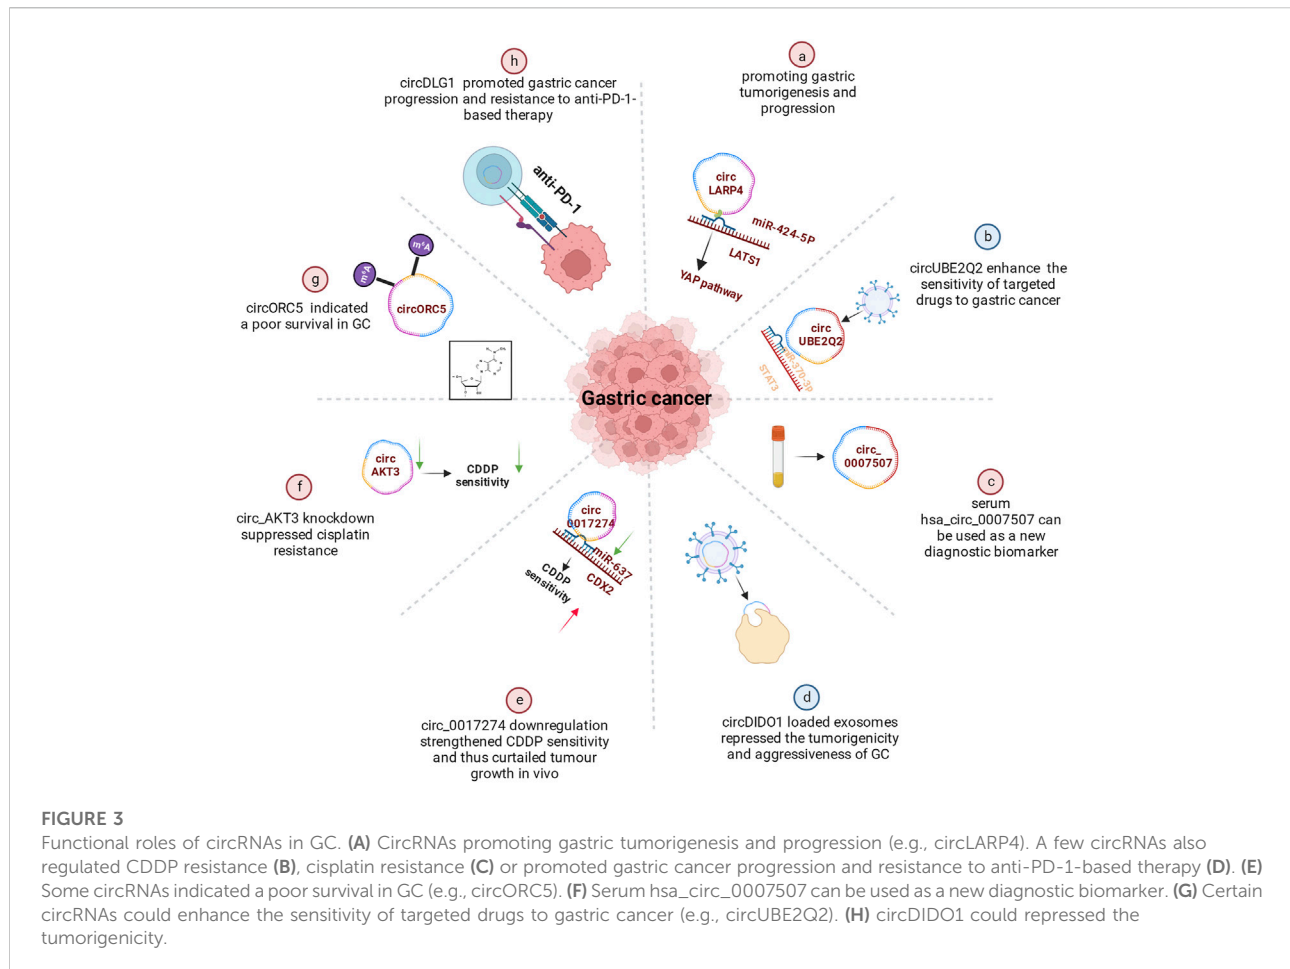 h
circDLG1 promoted gastric cancer
progression and resistance to anti-PD-1-
based therapy
anti-PD-1
a
promoting gastric
tumorigenesis and
progression
circ
LARP4
miR-424-5P
LATS1
YAP pathway
b
circUBE2Q2 enhance the
sensitivity of targeted
drugs to gastric cancer
circ
UBE2Q2
miR-370-3P
STAT3
g
circORC5 indicated
a poor survival in GC
m⁶A
m⁶A
circORC5
Gastric cancer
circ_
0007507
c
serum
hsa_circ_0007507 can
be used as a new
diagnostic biomarker
circ
AKT3
CDDP
sensitivity
f
circ_AKT3 knockdown
suppressed cisplatin
resistance
circ
0017274
miR-637
CDX2
CDDP
sensitivity
e
circ_0017274 downregulation
strengthened CDDP sensitivity
and thus curtailed tumour
growth in vivo
d
circDIDO1 loaded exosomes
repressed the tumorigenicity
and aggressiveness of GC
FIGURE 3
Functional roles of circRNAs in GC. (A) CircRNAs promoting gastric tumorigenesis and progression (e.g., circLARP4). A few circRNAs also
regulated CDDP resistance (B), cisplatin resistance (C) or promoted gastric cancer progression and resistance to anti-PD-1-based therapy (D). (E)
Some circRNAs indicated a poor survival in GC (e.g., circORC5). (F) Serum hsa_circ_0007507 can be used as a new diagnostic biomarker. (G) Certain
circRNAs could enhance the sensitivity of targeted drugs to gastric cancer (e.g., circUBE2Q2). (H) circDIDO1 could repressed the
tumorigenicity.